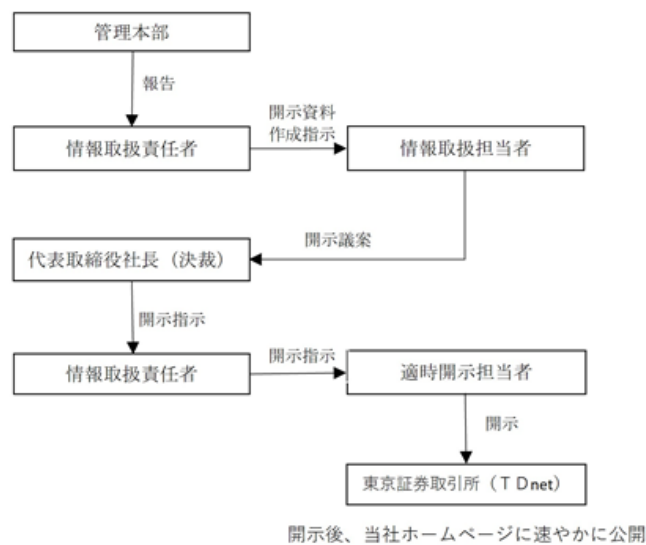 管理本部
報告
開示資料
作成指示
情報取扱責任者
情報取扱担当者
開示議案
代表取締役社長（決裁）
開示指示
開示指示
情報取扱責任者
適時開示担当者
開示
東京証券取引所（ＴＤnet）
開示後、当社ホームページに速やかに公開